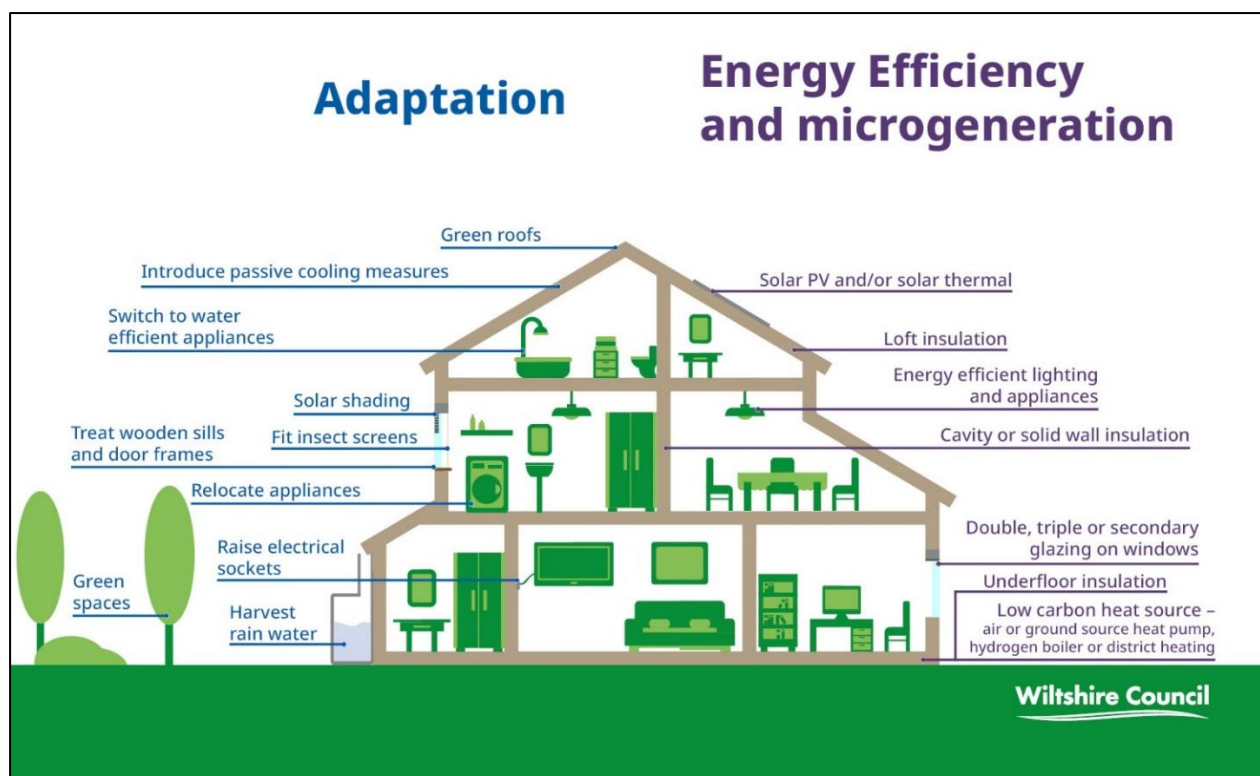 Adaptation
Energy Efficiency
and microgeneration
Green roofs
Introduce passive cooling measures
Switch to water
efficient appliances
Solar shading
Treat wooden sills
and door frames
Fit insect screens
Relocate appliances
Raise electrical
sockets
Green
spaces
Harvest
rain water
Solar PV and/or solar thermal
Loft insulation
Energy efficient lighting
and appliances
Cavity or solid wall insulation
Double, triple or secondary
glazing on windows
Underfloor insulation
Low carbon heat source –
air or ground source heat pump,
hydrogen boiler or district heating
Wiltshire Council